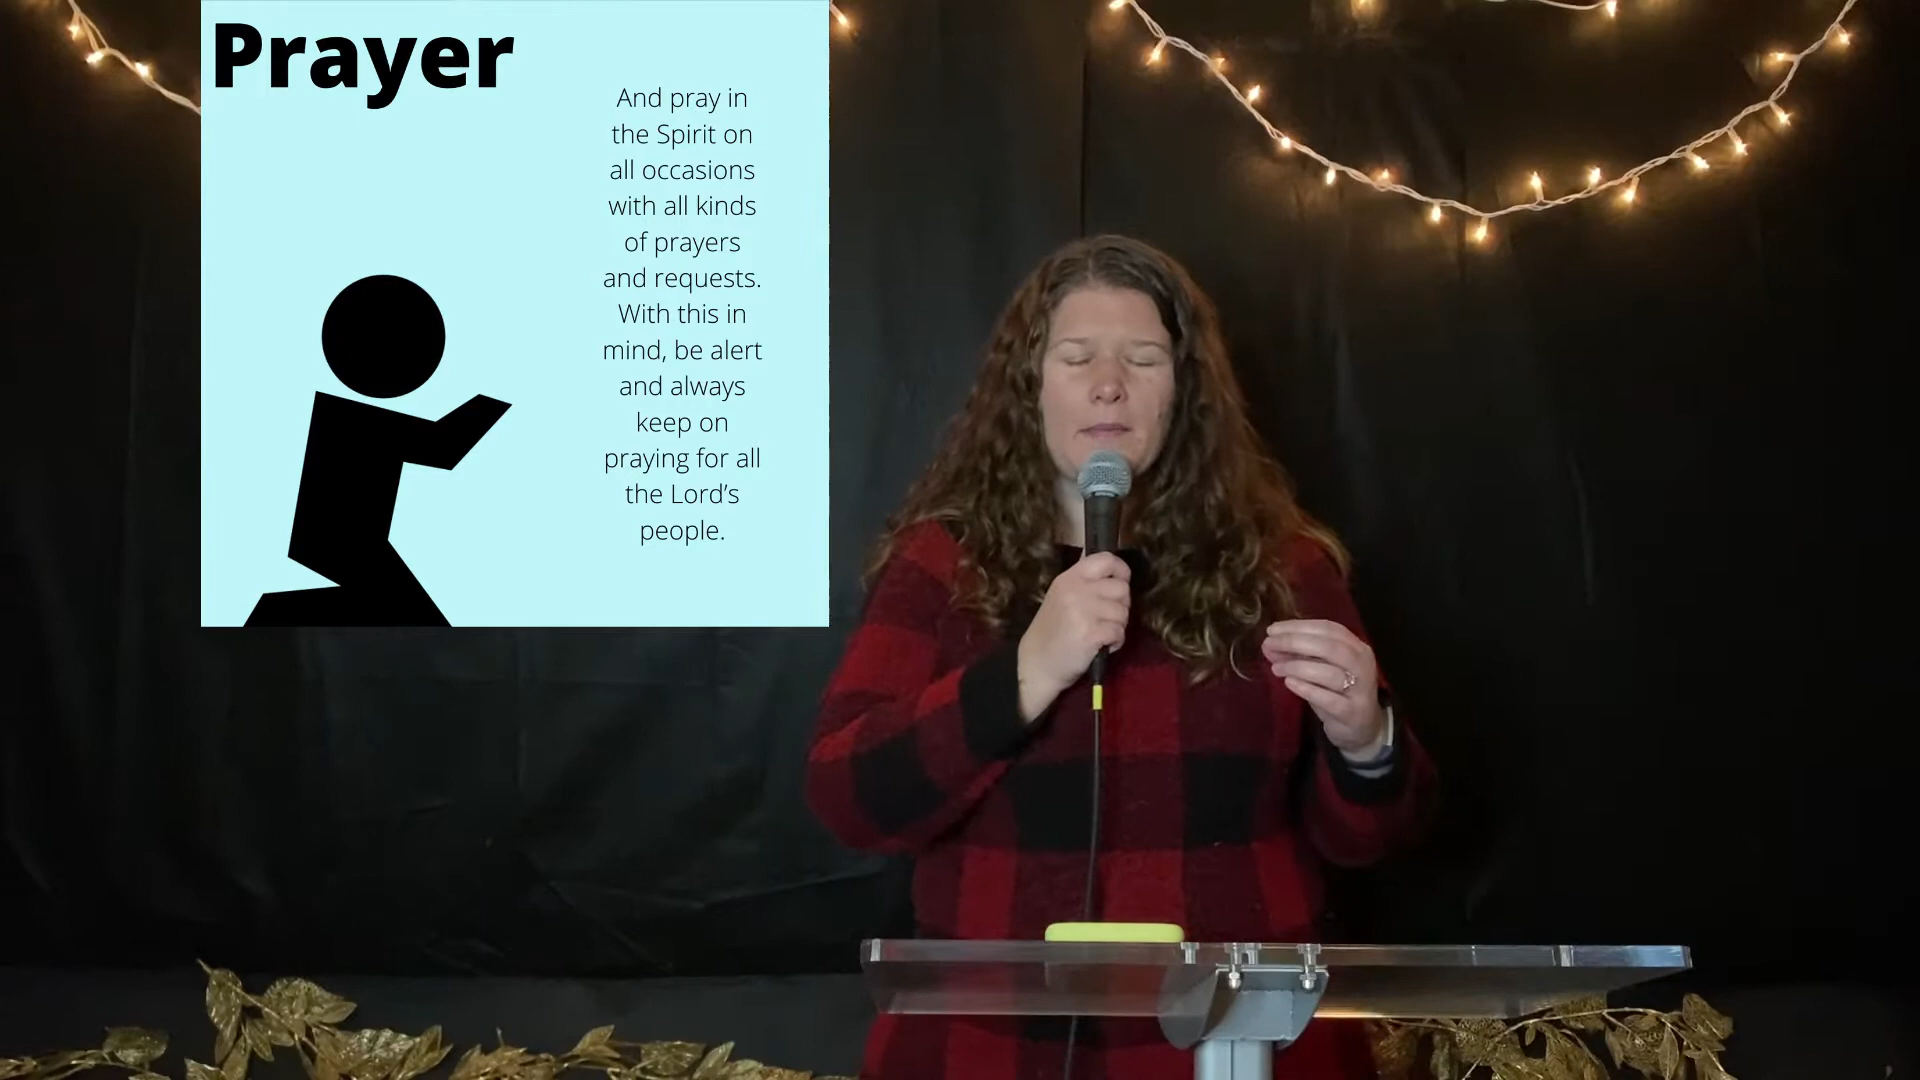 Prayer
And pray in
the Spirit on
all occasions
with all kinds
of prayers
and requests.
With this in
mind, be alert
and always
keep on
praying for all
the Lord’s
people.